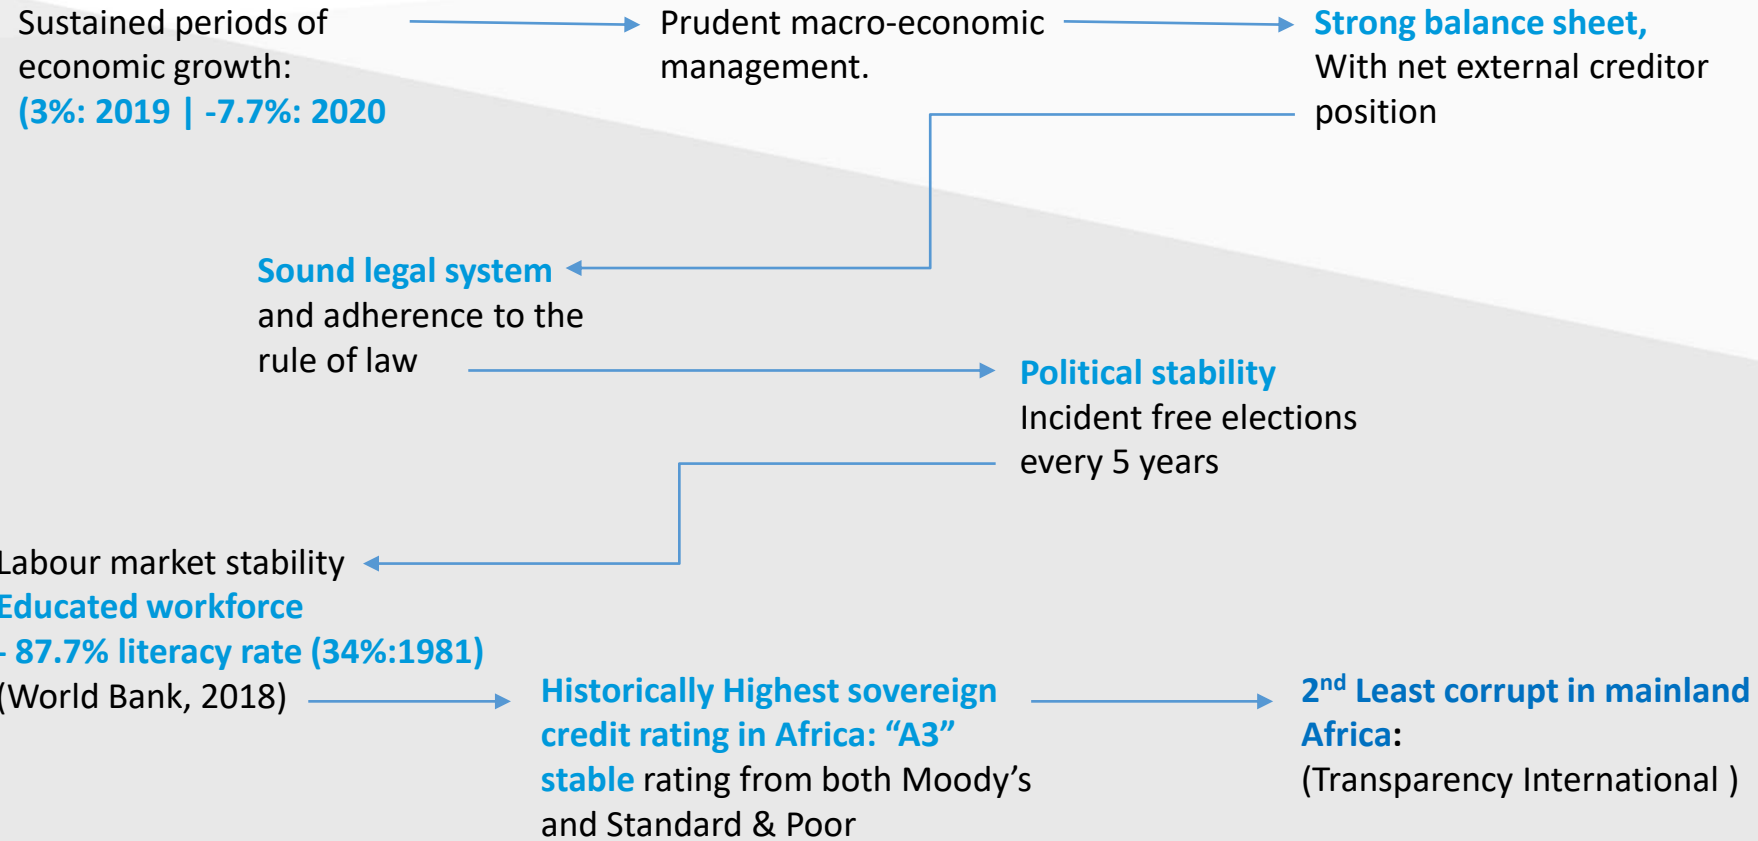 Sustained periods of
economic growth:
(3%: 2019 | -7.7%: 2020
Prudent macro-economic
management.
Strong balance sheet,
With net external creditor
position
Sound legal system
and adherence to the
rule of law
Political stability
Incident free elections
every 5 years
Labour market stability
Educated workforce
- 87.7% literacy rate (34%:1981)
(World Bank, 2018)
Historically Highest sovereign
credit rating in Africa: “A3”
stable rating from both Moody’s
and Standard & Poor
2nd Least corrupt in mainland
Africa:
(Transparency International )